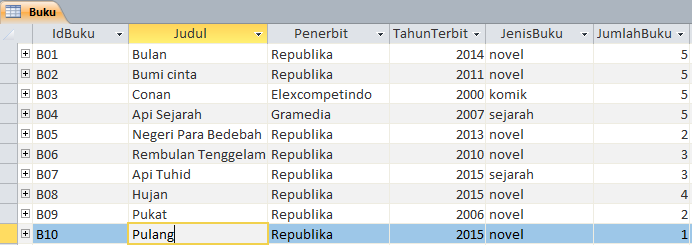 Buku
IdBuku Judul Penerbit TahunTerbit JenisBuku JumlahBuku
B01 Bulan Republika 2014 novel 5
B02 Bumi cinta Republika 2011 novel 5
B03 Conan Elexcompetindo 2000 komik 5
B04 Api Sejarah Gramedia 2007 sejarah 5
B05 Negeri Para Bedebah Republika 2013 novel 2
B06 Rembulan Tenggelam Republika 2010 novel 3
B07 Api Tuhid Republika 2015 sejarah 3
B08 Hujan Republika 2015 novel 4
B09 Pukat Republika 2006 novel 2
B10 Pulang Republika 2015 novel 1